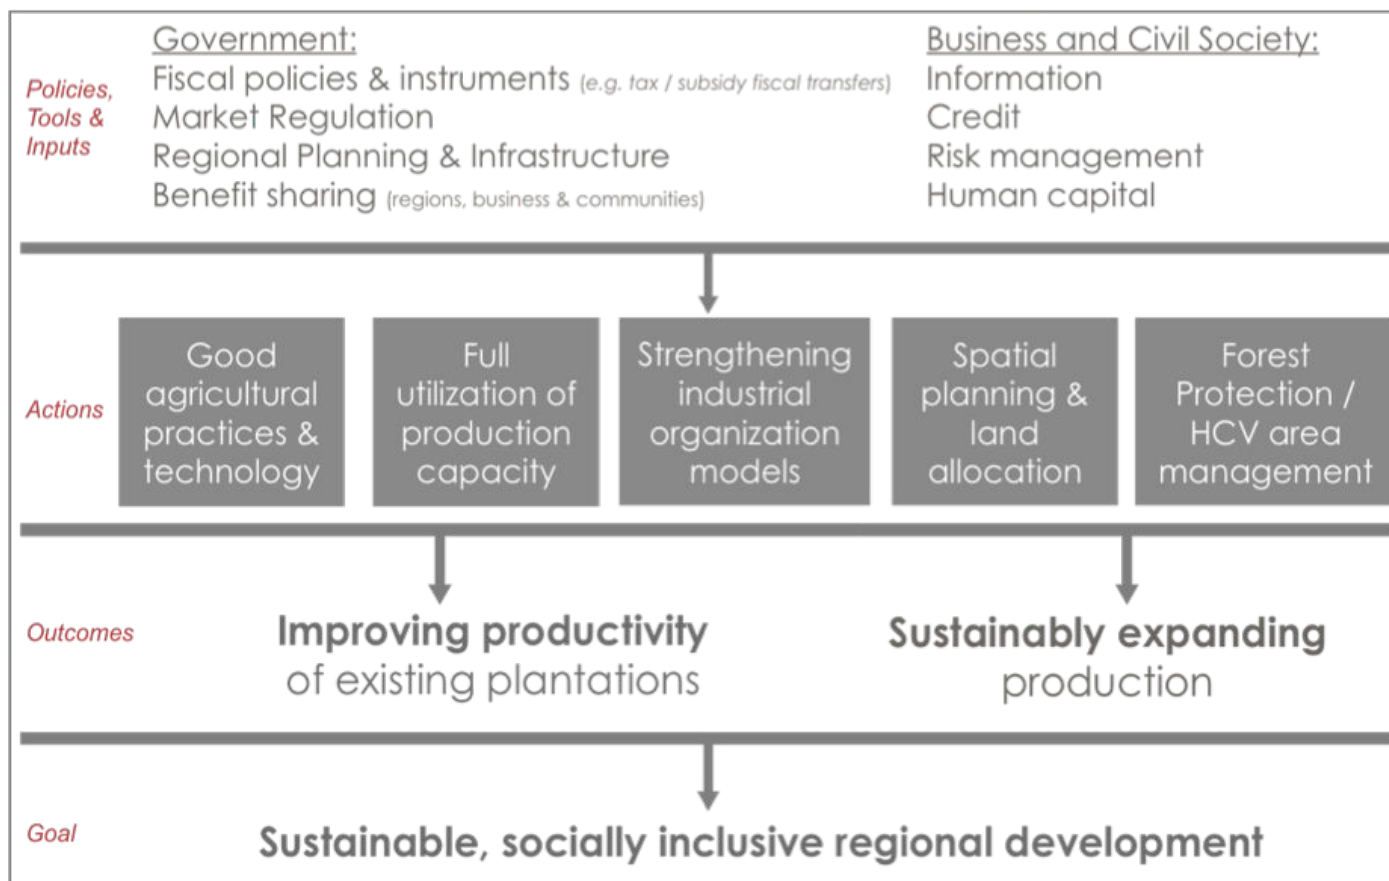 Policies,
Tools &
Inputs
Government:
Fiscal policies & instruments (e.g. tax / subsidy fiscal transfers)
Market Regulation
Regional Planning & Infrastructure
Benefit sharing (regions, business & communities)
Business and Civil Society:
Information
Credit
Risk management
Human capital
Actions
Good
agricultural
practices &
technology
Full
utilization of
production
capacity
Strengthening
industrial
organization
models
Spatial
planning &
land
allocation
Forest
Protection /
HCV area
management
Outcomes
Improving productivity
of existing plantations
Sustainably expanding
production
Goal
Sustainable, socially inclusive regional development